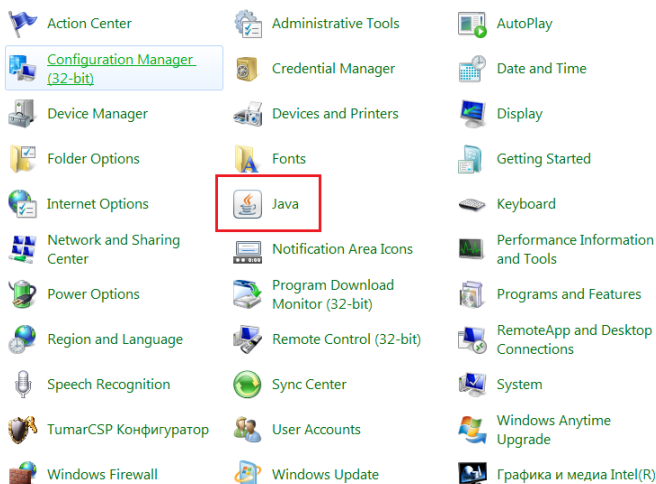 Action Center
Administrative Tools
AutoPlay
Configuration Manager
(32-bit)
Credential Manager
Date and Time
Device Manager
Devices and Printers
Display
Folder Options
Fonts
Getting Started
Internet Options
Java
Keyboard
Network and Sharing
Center
Notification Area Icons
Performance Information
and Tools
Power Options
Program Download
Monitor (32-bit)
Programs and Features
Region and Language
Remote Control (32-bit)
RemoteApp and Desktop
Connections
Speech Recognition
Sync Center
System
TumarCSP Конфигуратор
User Accounts
Windows Anytime
Upgrade
Windows Firewall
Windows Update
Графика и медиа Intel(R)